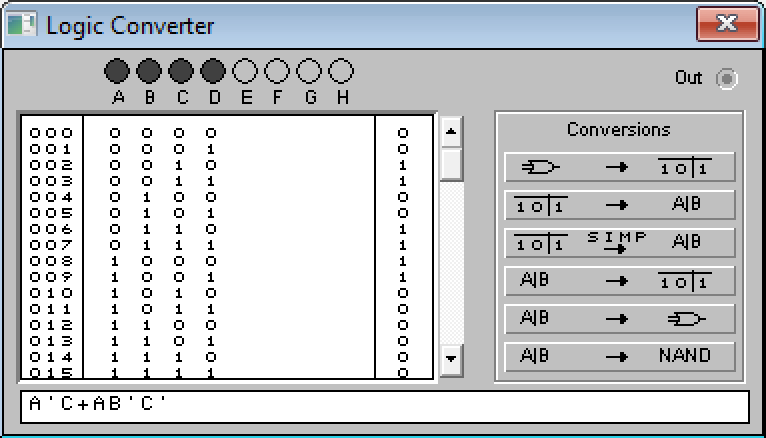 Logic Converter
A B C D E F G H
Out
000 0 0 0 0 0
001 0 0 0 1 0
002 0 0 1 0 1
003 0 0 1 1 1
004 0 1 0 0 0
005 0 1 0 1 0
006 0 1 1 0 1
007 0 1 1 1 1
008 1 0 0 0 1
009 1 0 0 1 1
010 1 0 1 0 0
011 1 0 1 1 0
012 1 1 0 0 0
013 1 1 0 1 0
014 1 1 1 0 0
015 1 1 1 1 0
Conversions
→ 1 0|1
1 0|1 → A|B
1 0|1 SIMP → A|B
A|B → 1 0|1
A|B →
A|B → NAND
A'C+AB'C'